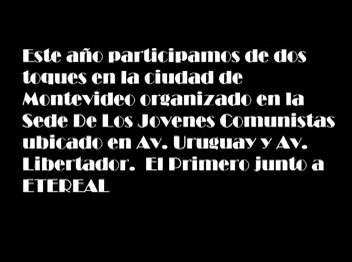 Este año participamos de dos
toques en la ciudad de
Montevideo organizado en la
Sede De Los Jovenes Comunistas
ubicado en Av. Uruguay y Av.
Libertador.  El Primero junto a
ETEREAL